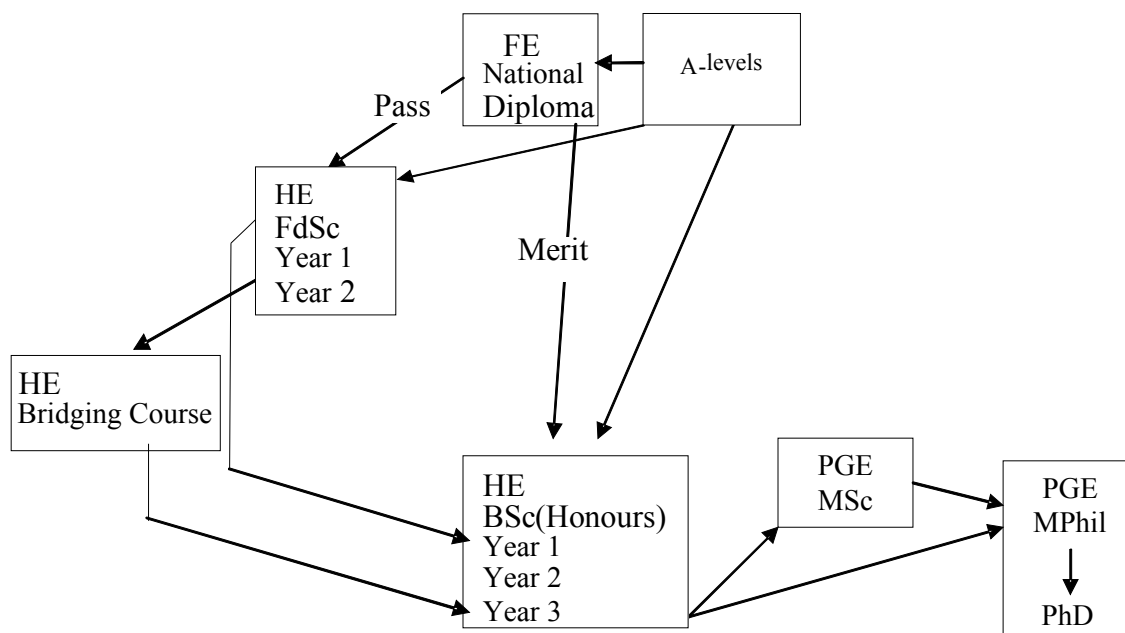 FE
National
Diploma
A-levels
Pass
HE
FdSc
Year 1
Year 2
Merit
HE
Bridging Course
HE
BSc(Honours)
Year 1
Year 2
Year 3
PGE
MSc
PGE
MPhil
PhD